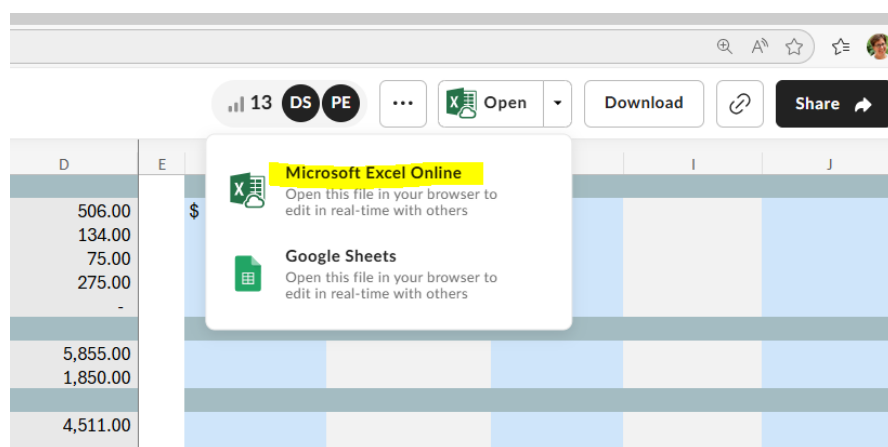 A
13 DS PE ... Open Download Share
D E I J
Microsoft Excel Online
Open this file in your browser to
edit in real-time with others
Google Sheets
Open this file in your browser to
edit in real-time with others
506.00 $
134.00
75.00
275.00
-
5,855.00
1,850.00
4,511.00